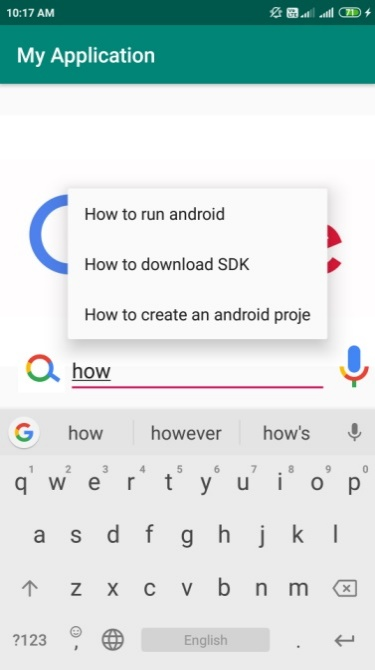 10:17 AM
71
My Application
How to run android
How to download SDK
How to create an android proje
how
how however how's
1 2 3 4 5 6 7 8 9 0
q w e r t y u i o p
a s d f g h j k l
z x c v b n m
?123 , English .